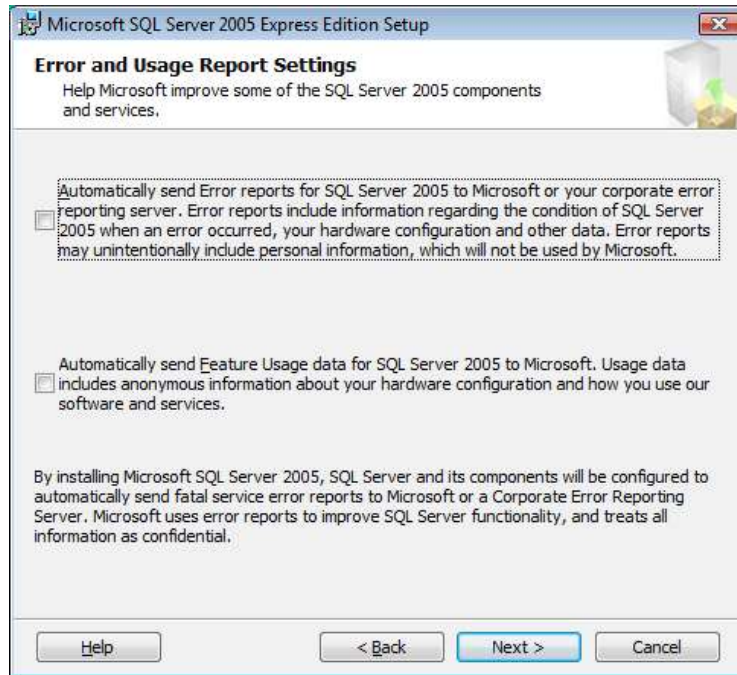 Microsoft SQL Server 2005 Express Edition Setup
Error and Usage Report Settings
Help Microsoft improve some of the SQL Server 2005 components
and services.
Automatically send Error reports for SQL Server 2005 to Microsoft or your corporate error
reporting server. Error reports include information regarding the condition of SQL Server
2005 when an error occurred, your hardware configuration and other data. Error reports
may unintentionally include personal information, which will not be used by Microsoft.
Automatically send Feature Usage data for SQL Server 2005 to Microsoft. Usage data
includes anonymous information about your hardware configuration and how you use our
software and services.
By installing Microsoft SQL Server 2005, SQL Server and its components will be configured to
automatically send fatal service error reports to Microsoft or a Corporate Error Reporting
Server. Microsoft uses error reports to improve SQL Server functionality, and treats all
information as confidential.
Help < Back Next > Cancel